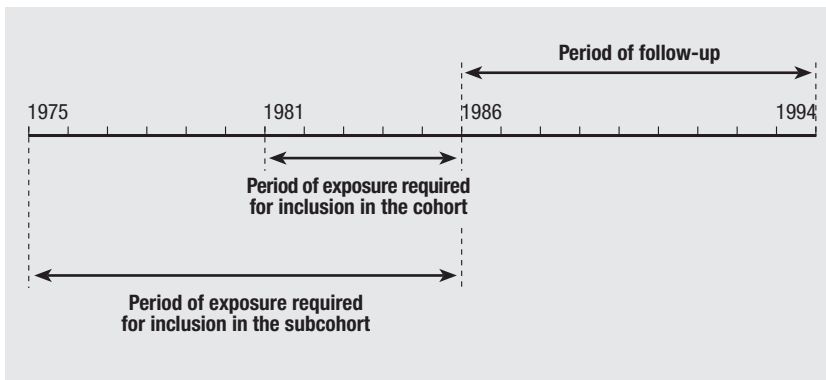 Period of follow-up
1975 1981 1986 1994
Period of exposure required
for inclusion in the cohort
Period of exposure required
for inclusion in the subcohort